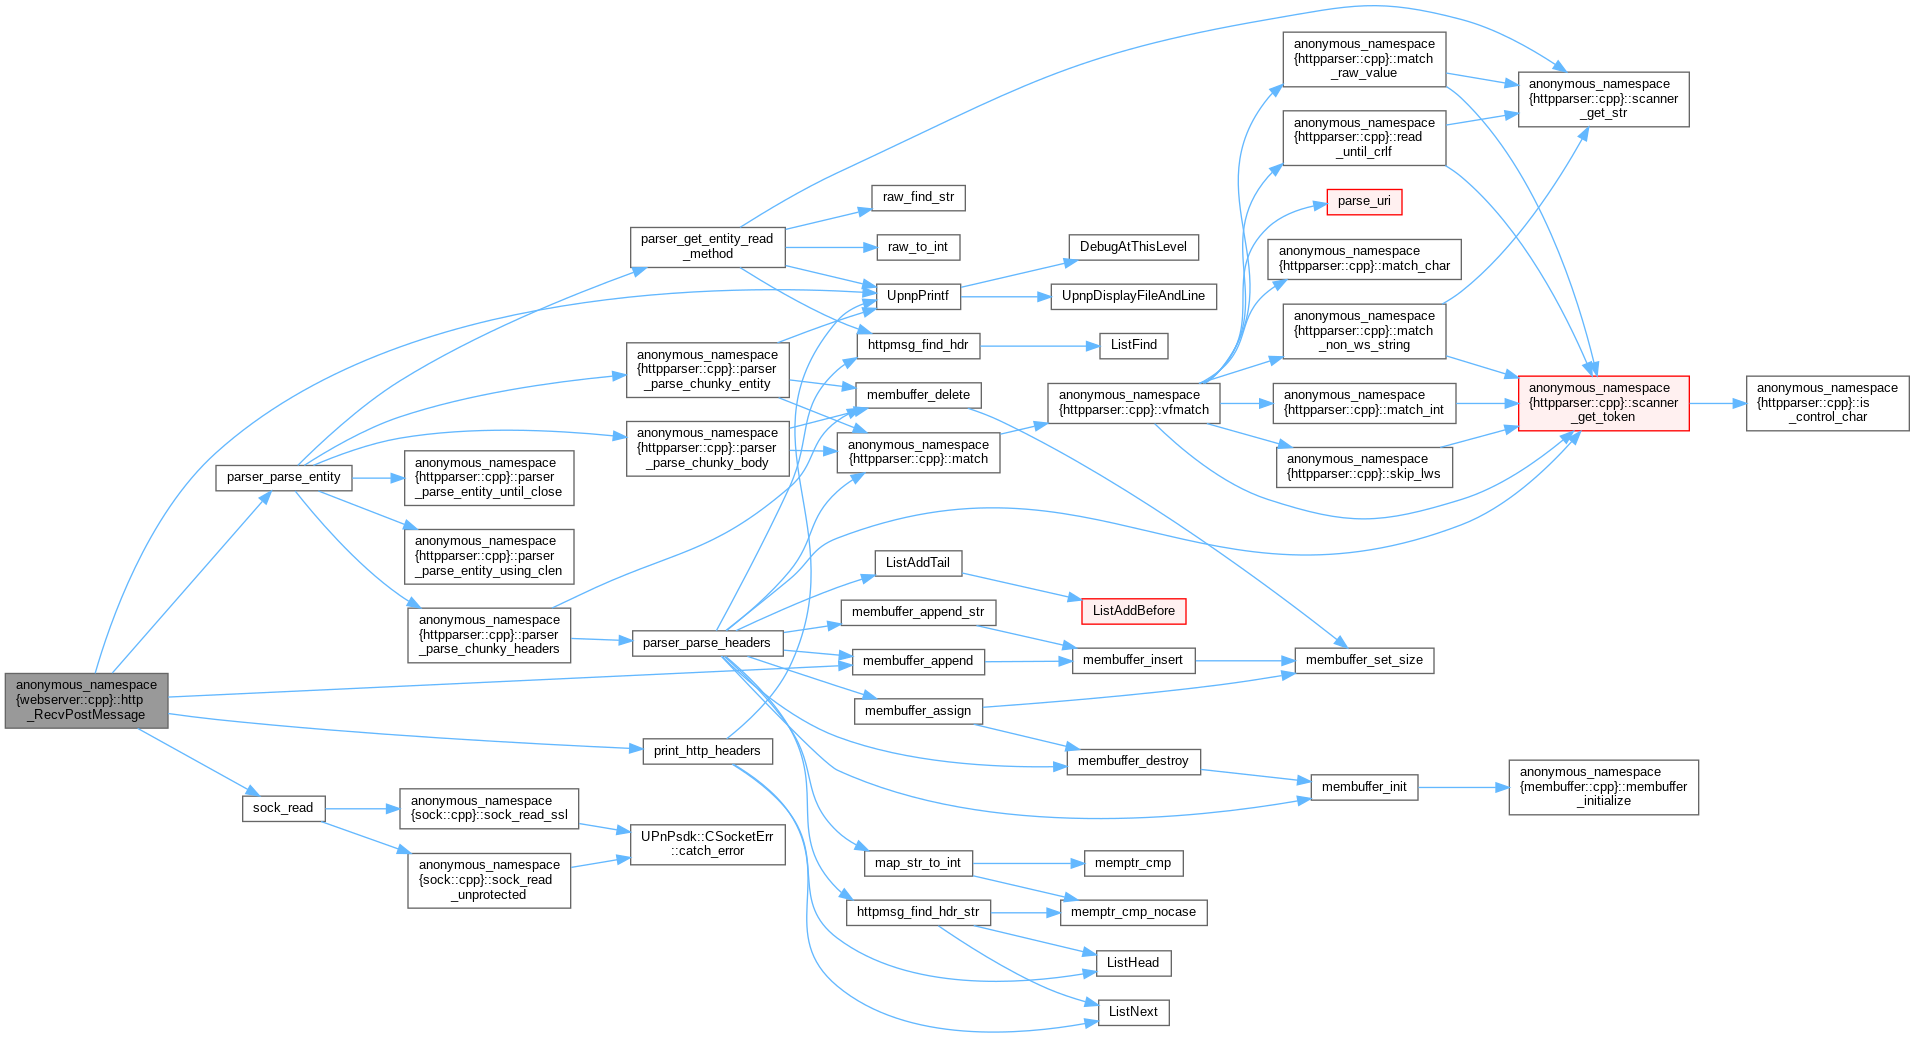 anonymous_namespace
{webserver::cpp}::http
_RecvPostMessage
parser_parse_entity
sock_read
anonymous_namespace
{httpparser::cpp}::parser
_parse_entity_until_close
anonymous_namespace
{httpparser::cpp}::parser
_parse_entity_using_clen
anonymous_namespace
{httpparser::cpp}::parser
_parse_chunky_headers
anonymous_namespace
{sock::cpp}::sock_read_ssl
anonymous_namespace
{sock::cpp}::sock_read
_unprotected
parser_get_entity_read
_method
anonymous_namespace
{httpparser::cpp}::parser
_parse_chunky_entity
anonymous_namespace
{httpparser::cpp}::parser
_parse_chunky_body
parser_parse_headers
print_http_headers
UPnPsdk::CSocketErr
::catch_error
raw_find_str
raw_to_int
UpnpPrintf
httpmsg_find_hdr
membuffer_delete
anonymous_namespace
{httpparser::cpp}::match
ListAddTail
membuffer_append_str
membuffer_append
membuffer_assign
map_str_to_int
httpmsg_find_hdr_str
DebugAtThisLevel
UpnpDisplayFileAndLine
ListFind
anonymous_namespace
{httpparser::cpp}::vfmatch
ListAddBefore
membuffer_insert
membuffer_destroy
memptr_cmp
memptr_cmp_nocase
ListHead
ListNext
anonymous_namespace
{httpparser::cpp}::match
_raw_value
anonymous_namespace
{httpparser::cpp}::read
_until_crlf
parse_uri
anonymous_namespace
{httpparser::cpp}::match_char
anonymous_namespace
{httpparser::cpp}::match
_non_ws_string
anonymous_namespace
{httpparser::cpp}::match_int
anonymous_namespace
{httpparser::cpp}::skip_lws
membuffer_set_size
membuffer_init
anonymous_namespace
{httpparser::cpp}::scanner
_get_str
anonymous_namespace
{httpparser::cpp}::scanner
_get_token
anonymous_namespace
{membuffer::cpp}::membuffer
_initialize
anonymous_namespace
{httpparser::cpp}::is
_control_char